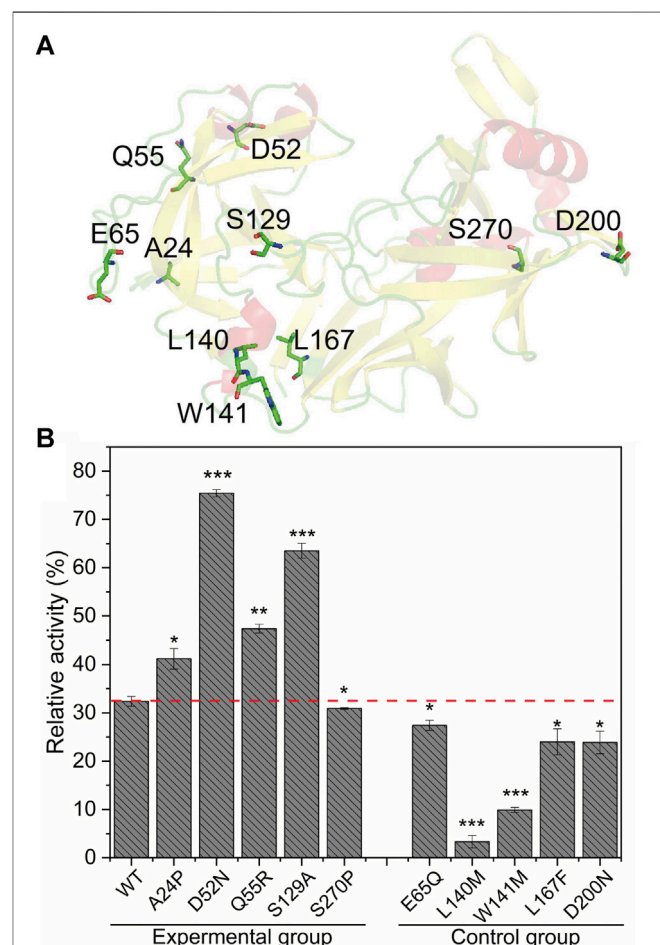 A
Q55
D52
E65
A24
S129
S270
D200
L140
L167
W141
B
Relative activity (%)
80
70
60
50
40
30
20
10
0
*
***
**
***
*
*
***
***
*
*
WT
A24P
D52N
Q55R
S129A
S270P
E65Q
L140M
W141M
L167F
D200N
Expermental group
Control group